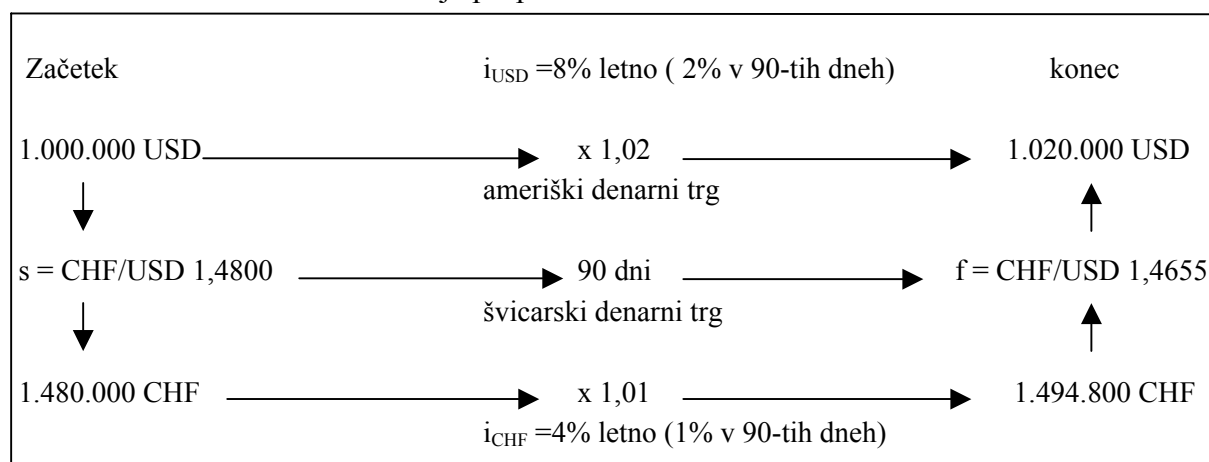 Začetek i_USD =8% letno ( 2% v 90-tih dneh) konec
1.000.000 USD x 1,02 1.020.000 USD
ameriški denarni trg
s = CHF/USD 1,4800 90 dni f = CHF/USD 1,4655
švicarski denarni trg
1.480.000 CHF x 1,01 1.494.800 CHF
i_CHF =4% letno (1% v 90-tih dneh)